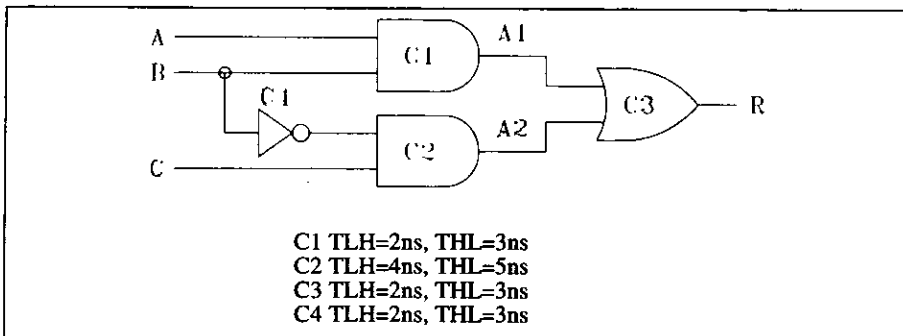 A
A1
C1
B
C4
C3
R
A2
C2
C
C1 TLH=2ns, THL=3ns
C2 TLH=4ns, THL=5ns
C3 TLH=2ns, THL=3ns
C4 TLH=2ns, THL=3ns